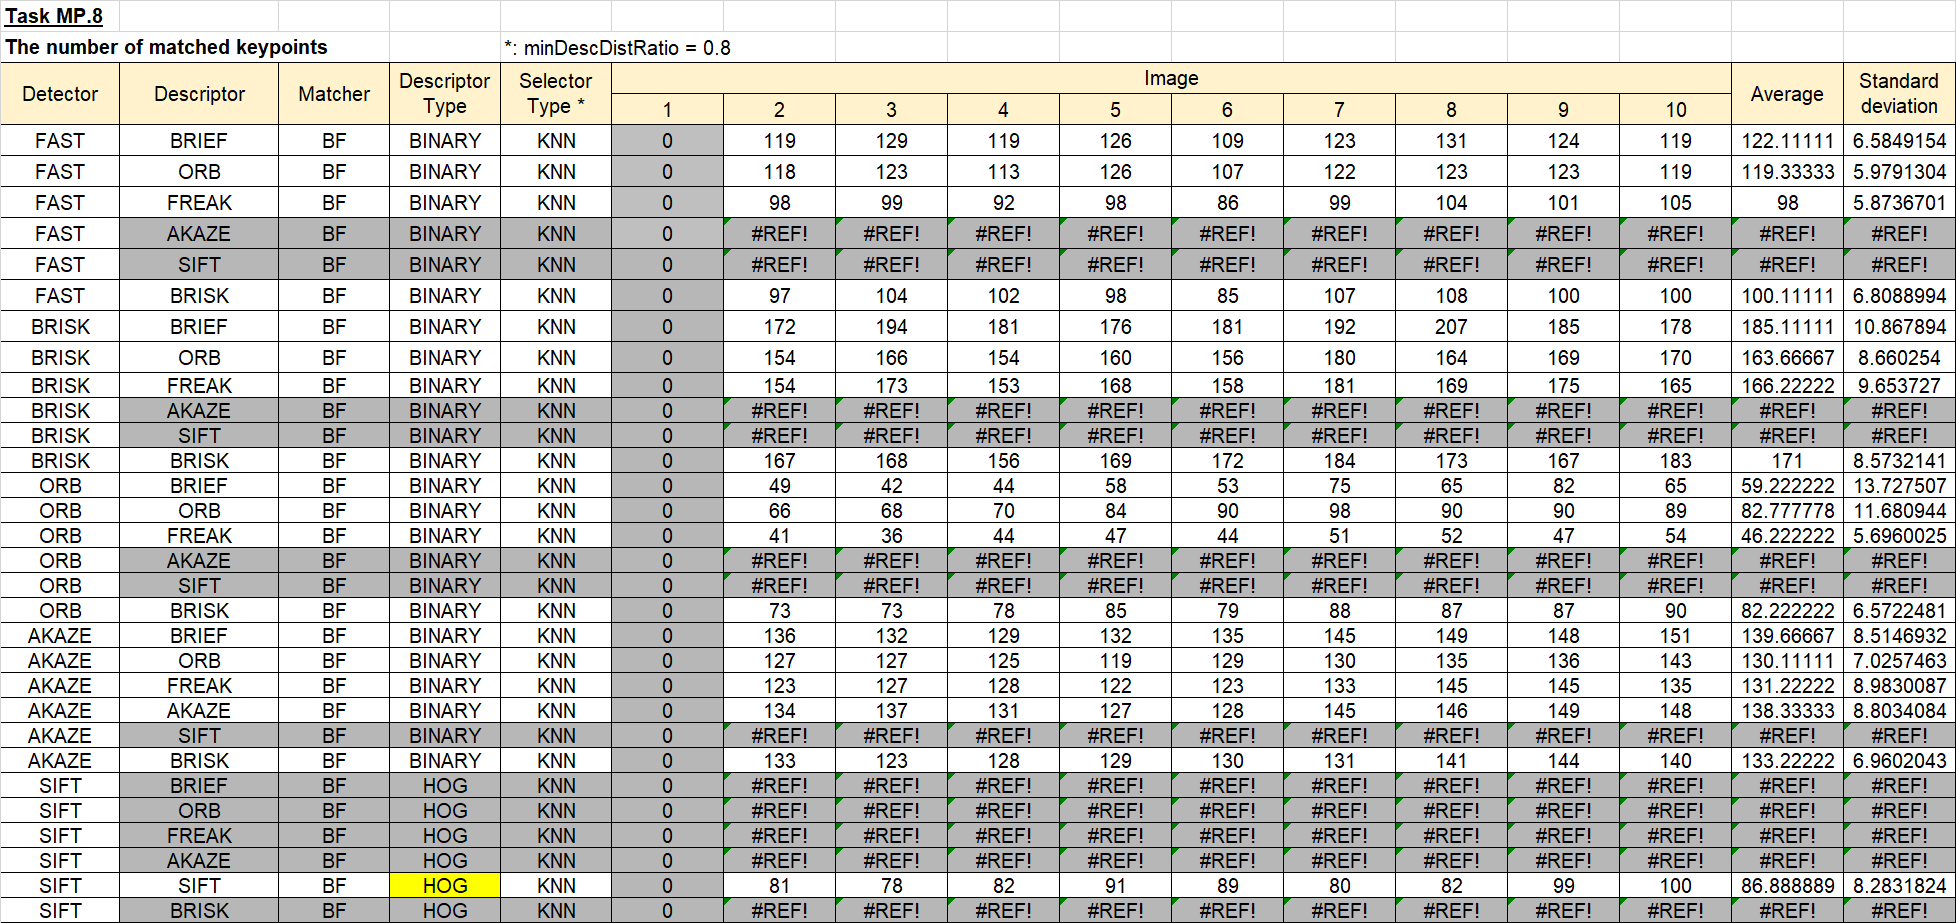 Task MP.8
The number of matched keypoints *: minDescDistRatio = 0.8
Detector Descriptor Matcher Descriptor Type Selector Type * Image Average Standard deviation
1 2 3 4 5 6 7 8 9 10
FAST BRIEF BF BINARY KNN 0 119 129 119 126 109 123 131 124 119 122.11111 6.5849154
FAST ORB BF BINARY KNN 0 118 123 113 126 107 122 123 123 119 119.33333 5.9791304
FAST FREAK BF BINARY KNN 0 98 99 92 98 86 99 104 101 105 98 5.8736701
FAST AKAZE BF BINARY KNN 0 #REF! #REF! #REF! #REF! #REF! #REF! #REF! #REF! #REF! #REF! #REF!
FAST SIFT BF BINARY KNN 0 #REF! #REF! #REF! #REF! #REF! #REF! #REF! #REF! #REF! #REF! #REF!
FAST BRISK BF BINARY KNN 0 97 104 102 98 85 107 108 100 100 100.11111 6.8088994
BRISK BRIEF BF BINARY KNN 0 172 194 181 176 181 192 207 185 178 185.11111 10.867894
BRISK ORB BF BINARY KNN 0 154 166 154 160 156 180 164 169 170 163.66667 8.660254
BRISK FREAK BF BINARY KNN 0 154 173 153 168 158 181 169 175 165 166.22222 9.653727
BRISK AKAZE BF BINARY KNN 0 #REF! #REF! #REF! #REF! #REF! #REF! #REF! #REF! #REF! #REF! #REF!
BRISK SIFT BF BINARY KNN 0 #REF! #REF! #REF! #REF! #REF! #REF! #REF! #REF! #REF! #REF! #REF!
BRISK BRISK BF BINARY KNN 0 167 168 156 169 172 184 173 167 183 171 8.5732141
ORB BRIEF BF BINARY KNN 0 49 42 44 58 53 75 65 82 65 59.222222 13.727507
ORB ORB BF BINARY KNN 0 66 68 70 84 90 98 90 90 89 82.777778 11.680944
ORB FREAK BF BINARY KNN 0 41 36 44 47 44 51 52 47 54 46.222222 5.6960025
ORB AKAZE BF BINARY KNN 0 #REF! #REF! #REF! #REF! #REF! #REF! #REF! #REF! #REF! #REF! #REF!
ORB SIFT BF BINARY KNN 0 #REF! #REF! #REF! #REF! #REF! #REF! #REF! #REF! #REF! #REF! #REF!
ORB BRISK BF BINARY KNN 0 73 73 78 85 79 88 87 87 90 82.222222 6.5722481
AKAZE BRIEF BF BINARY KNN 0 136 132 129 132 135 145 149 148 151 139.66667 8.5146932
AKAZE ORB BF BINARY KNN 0 127 127 125 119 129 130 135 136 143 130.11111 7.0257463
AKAZE FREAK BF BINARY KNN 0 123 127 128 122 123 133 145 145 135 131.22222 8.9830087
AKAZE AKAZE BF BINARY KNN 0 134 137 131 127 128 145 146 149 148 138.33333 8.8034084
AKAZE SIFT BF BINARY KNN 0 #REF! #REF! #REF! #REF! #REF! #REF! #REF! #REF! #REF! #REF! #REF!
AKAZE BRISK BF BINARY KNN 0 133 123 128 129 130 131 141 144 140 133.22222 6.9602043
SIFT BRIEF BF HOG KNN 0 #REF! #REF! #REF! #REF! #REF! #REF! #REF! #REF! #REF! #REF! #REF!
SIFT ORB BF HOG KNN 0 #REF! #REF! #REF! #REF! #REF! #REF! #REF! #REF! #REF! #REF! #REF!
SIFT FREAK BF HOG KNN 0 #REF! #REF! #REF! #REF! #REF! #REF! #REF! #REF! #REF! #REF! #REF!
SIFT AKAZE BF HOG KNN 0 #REF! #REF! #REF! #REF! #REF! #REF! #REF! #REF! #REF! #REF! #REF!
SIFT SIFT BF HOG KNN 0 81 78 82 91 89 80 82 99 100 86.888889 8.2831824
SIFT BRISK BF HOG KNN 0 #REF! #REF! #REF! #REF! #REF! #REF! #REF! #REF! #REF! #REF! #REF!